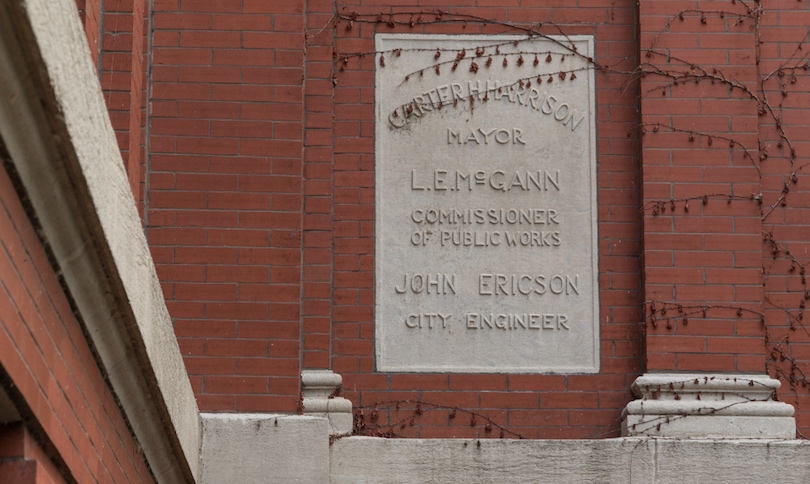 CARTER H. HARRISON
MAYOR
L.E. McGANN
COMMISSIONER
OF PUBLIC WORKS
JOHN ERICSON
CITY ENGINEER